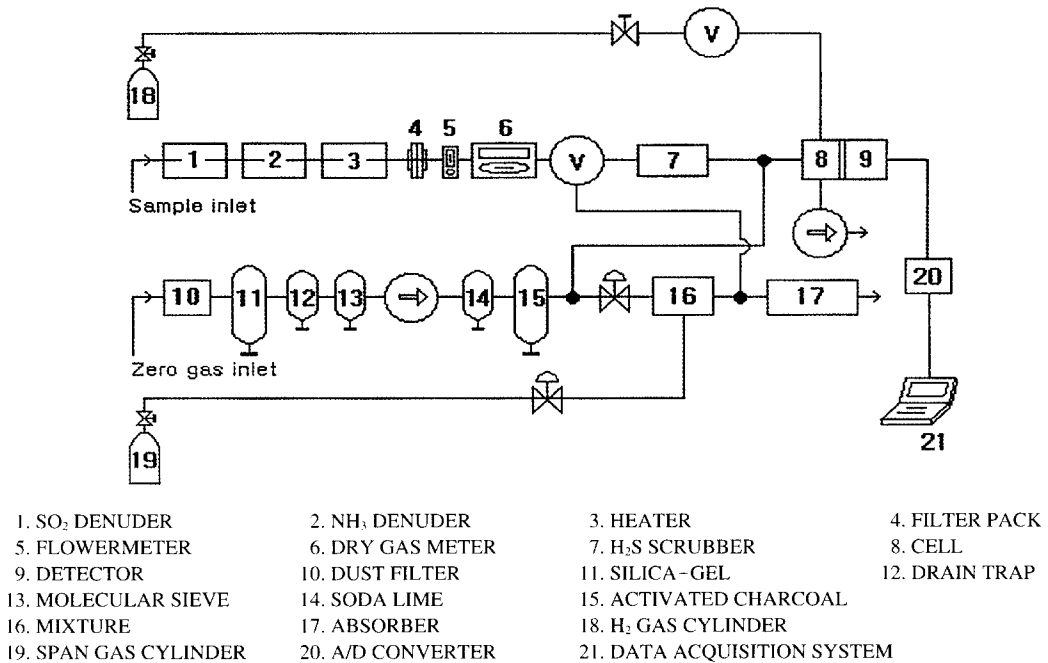 V
18
4 5 6
1 2 3 V 7 8 9
Sample inlet
20
10 11 12 13 14 15 16 17
Zero gas inlet
19
21
1. SO₂ DENUDER 2. NH₃ DENUDER 3. HEATER 4. FILTER PACK
5. FLOWERMETER 6. DRY GAS METER 7. H₂S SCRUBBER 8. CELL
9. DETECTOR 10. DUST FILTER 11. SILICA-GEL 12. DRAIN TRAP
13. MOLECULAR SIEVE 14. SODA LIME 15. ACTIVATED CHARCOAL
16. MIXTURE 17. ABSORBER 18. H₂ GAS CYLINDER
19. SPAN GAS CYLINDER 20. A/D CONVERTER 21. DATA ACQUISITION SYSTEM